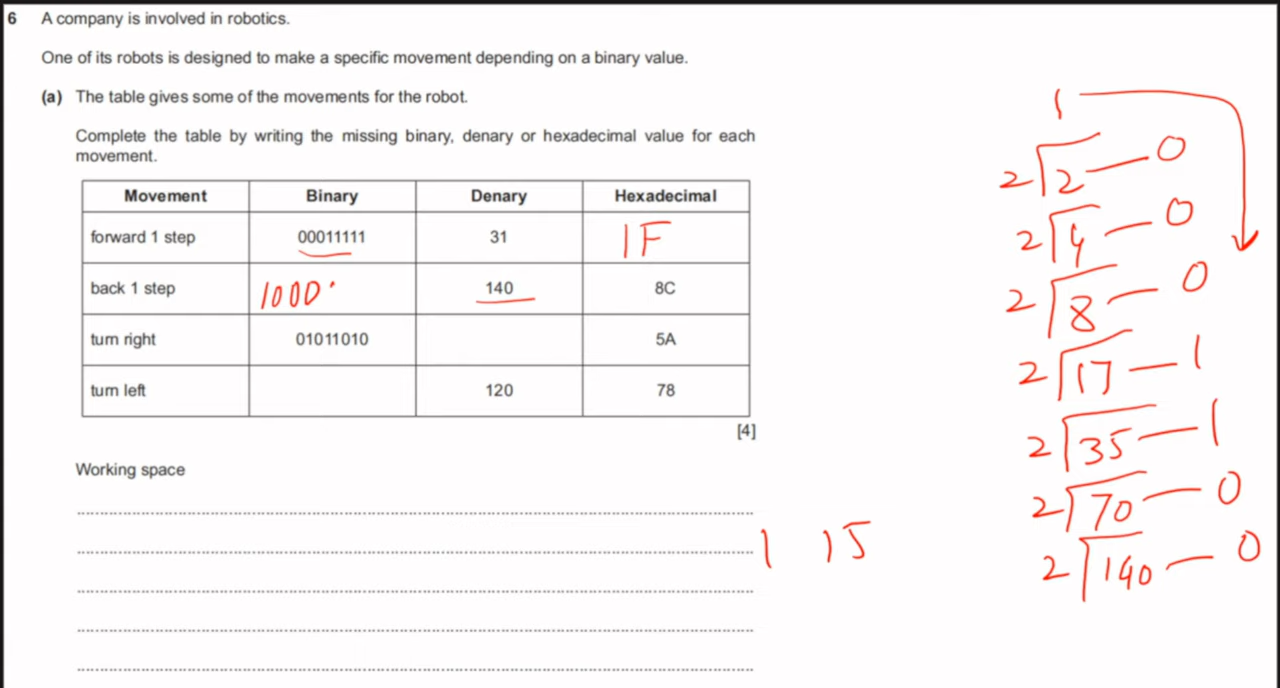 6 A company is involved in robotics.
One of its robots is designed to make a specific movement depending on a binary value.
(a) The table gives some of the movements for the robot.
Complete the table by writing the missing binary, denary or hexadecimal value for each
movement.
Movement Binary Denary Hexadecimal
forward 1 step 00011111 31 1F
back 1 step 1000 140 8C
turn right 01011010 5A
turn left 120 78
[4]
Working space
1 15
1
2 2 0
2 4 0
2 8 0
2 17 1
2 35 1
2 70 0
2 140 0